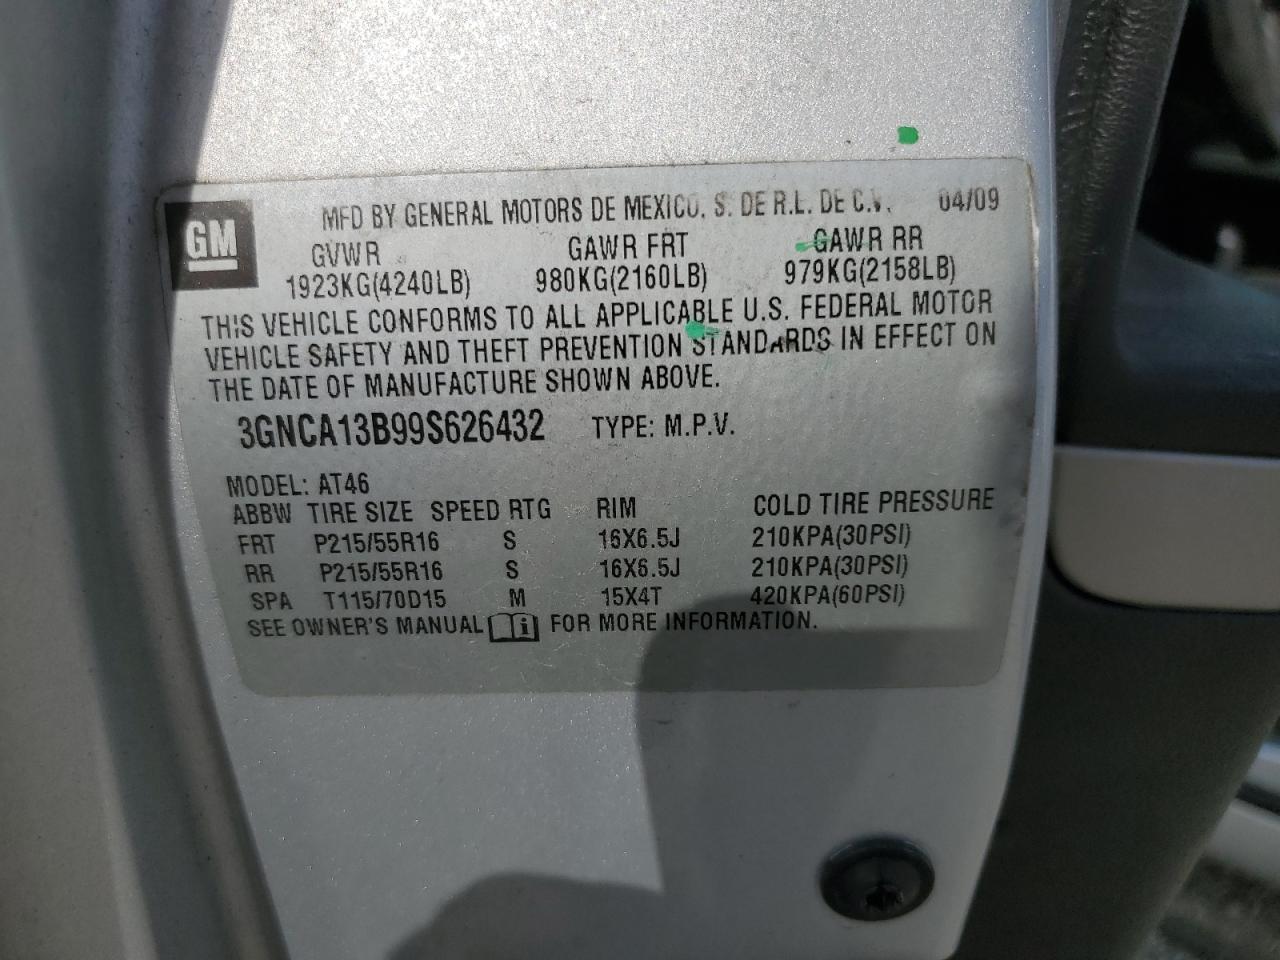 GM
MFD BY GENERAL MOTORS DE MEXICO, S. DE R.L. DE C.V. 04/09
GVWR GAWR FRT GAWR RR
1923KG(4240LB) 980KG(2160LB) 979KG(2158LB)
THIS VEHICLE CONFORMS TO ALL APPLICABLE U.S. FEDERAL MOTOR
VEHICLE SAFETY AND THEFT PREVENTION STANDARDS IN EFFECT ON
THE DATE OF MANUFACTURE SHOWN ABOVE.
3GNCA13B99S626432 TYPE: M.P.V.
MODEL: AT46
ABBW TIRE SIZE SPEED RTG RIM COLD TIRE PRESSURE
FRT P215/55R16 S 16X6.5J 210KPA(30PSI)
RR P215/55R16 S 16X6.5J 210KPA(30PSI)
SPA T115/70D15 M 15X4T 420KPA(60PSI)
SEE OWNER'S MANUAL i FOR MORE INFORMATION.